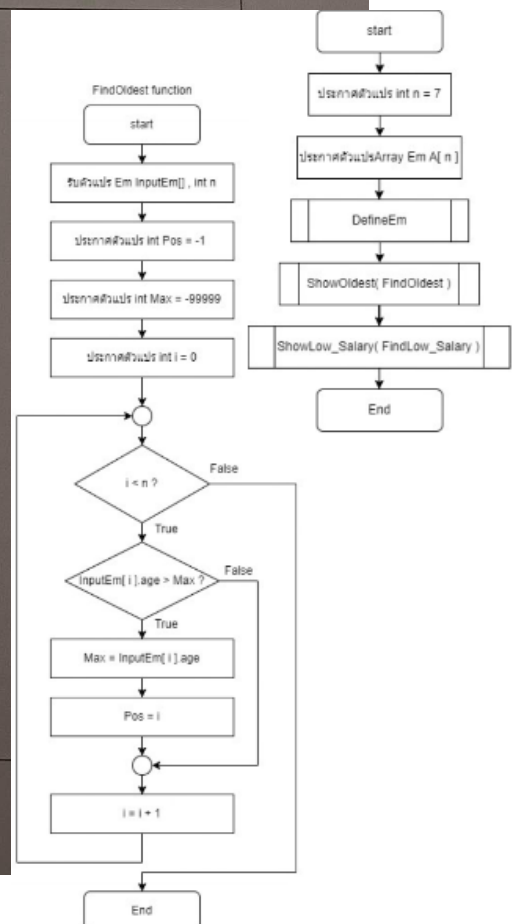 FindOldest function
start
รับตัวแปร Em InputEm[] , int n
ประกาศตัวแปร int Pos = -1
ประกาศตัวแปร int Max = -99999
ประกาศตัวแปร int i = 0
i < n ?
False
True
InputEm[ i ].age > Max ?
False
True
Max = InputEm[ i ].age
Pos = i
i = i + 1
End
start
ประกาศตัวแปร int n = 7
ประกาศตัวแปรArray Em A[ n ]
DefineEm
ShowOldest( FindOldest )
ShowLow_Salary( FindLow_Salary )
End